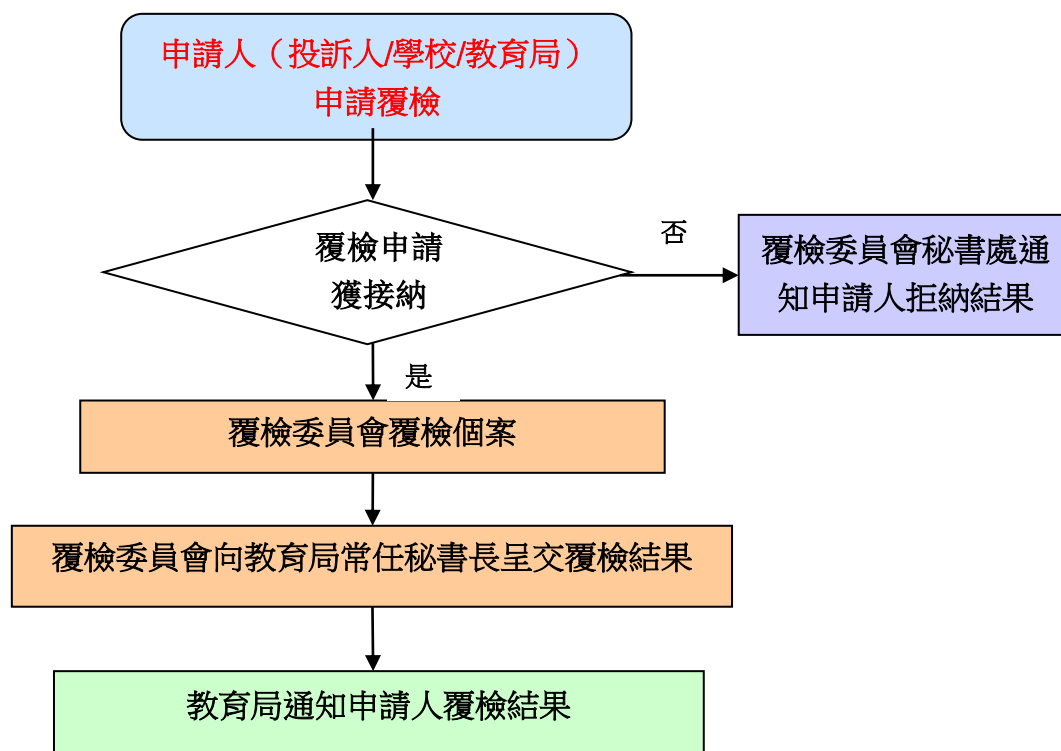 申請人（投訴人/學校/教育局）
申請覆檢
覆檢申請
獲接納
否
覆檢委員會秘書處通
知申請人拒納結果
是
覆檢委員會覆檢個案
覆檢委員會向教育局常任秘書長呈交覆檢結果
教育局通知申請人覆檢結果